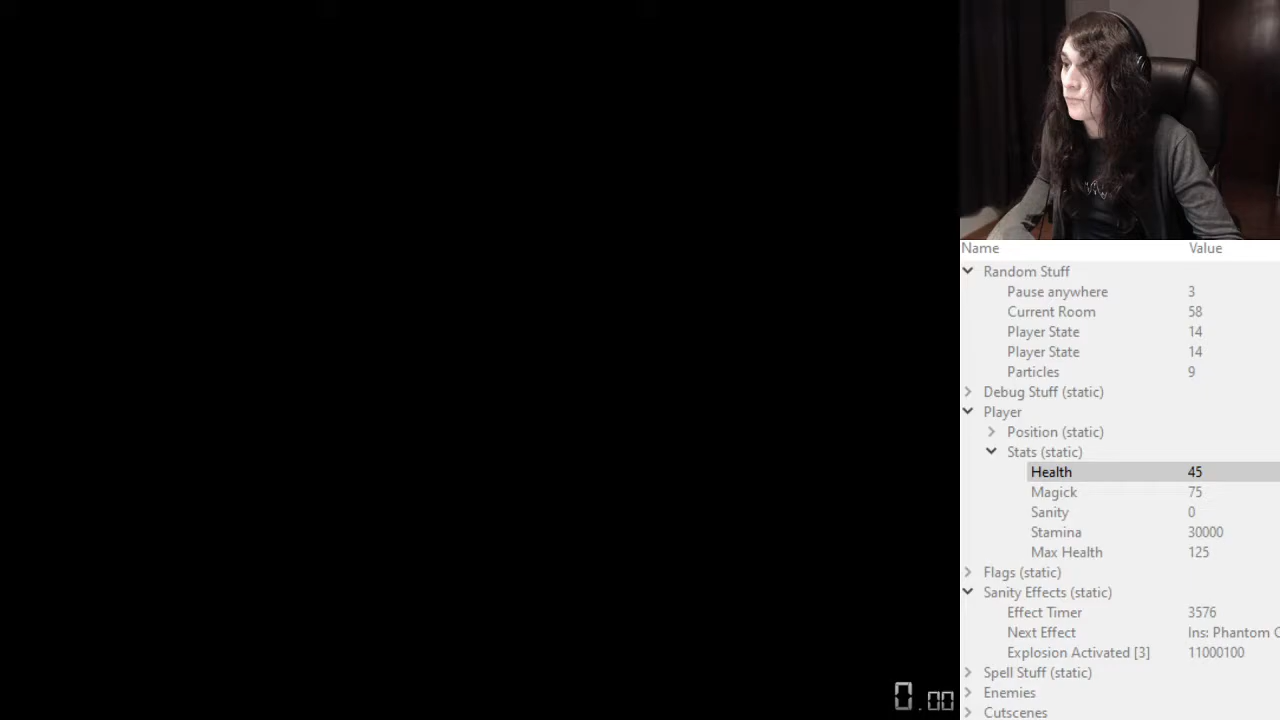 Name Value
Random Stuff
Pause anywhere 3
Current Room 58
Player State 14
Player State 14
Particles 9
Debug Stuff (static)
Player
Position (static)
Stats (static)
Health 45
Magick 75
Sanity 0
Stamina 30000
Max Health 125
Flags (static)
Sanity Effects (static)
Effect Timer 3576
Next Effect Ins: Phantom
Explosion Activated [3] 11000100
Spell Stuff (static)
Enemies
0.00
Cutscenes